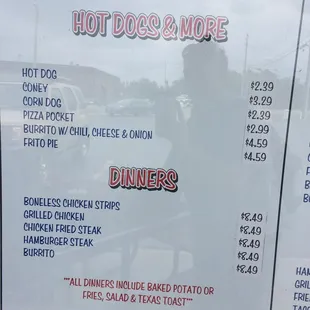 HOT DOGS & MORE
HOT DOG $2.39
CONEY $3.29
CORN DOG $2.39
PIZZA POCKET $2.99
BURRITO W/ CHILI, CHEESE & ONION $4.59
FRITO PIE $4.59
DINNERS
BONELESS CHICKEN STRIPS $8.49
GRILLED CHICKEN $8.49
CHICKEN FRIED STEAK $8.49
HAMBURGER STEAK $8.49
BURRITO $8.49
**ALL DINNERS INCLUDE BAKED POTATO OR
FRIES, SALAD & TEXAS TOAST**